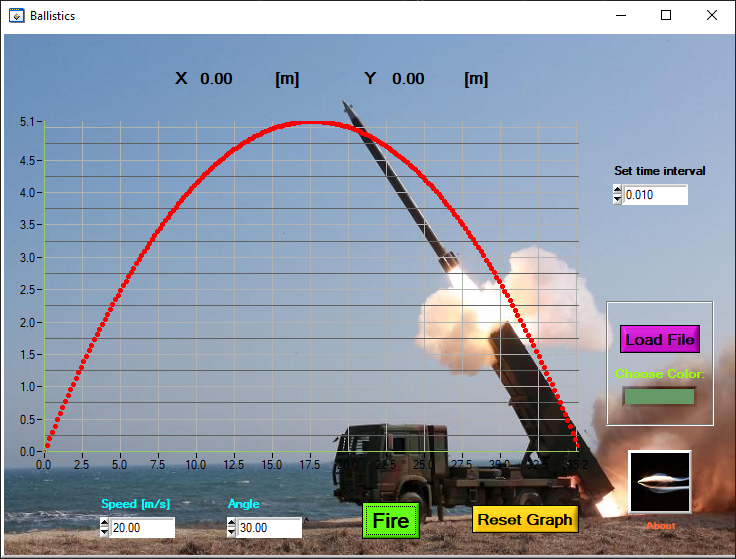 Ballistics
X 0.00 [m] Y 0.00 [m]
5.1
4.5
4.0
3.5
3.0
2.5
2.0
1.5
1.0
0.5
0.0
0.0 2.5 5.0 7.5 10.0 12.5 15.0 17.5 20.0 22.5 25.0 27.5 30.0 32.5 35.2
Set time interval
0.010
Load File
Choose Color:
About
Speed [m/s] Angle
20.00 30.00
Fire
Reset Graph